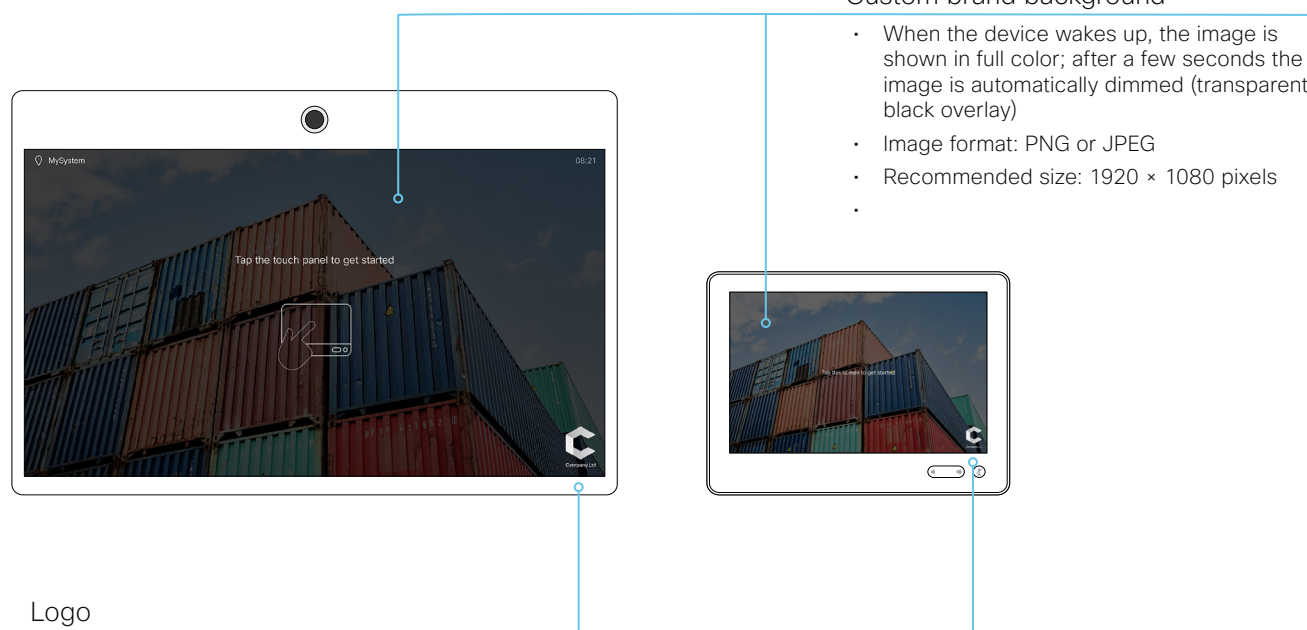 Custom brand background
• When the device wakes up, the image is
shown in full color; after a few seconds the
image is automatically dimmed (transparent
black overlay)
• Image format: PNG or JPEG
• Recommended size: 1920 × 1080 pixels
•
MySystem
08:21
Tap the touch panel to get started
Company Ltd
Tap this screen to get started
Logo